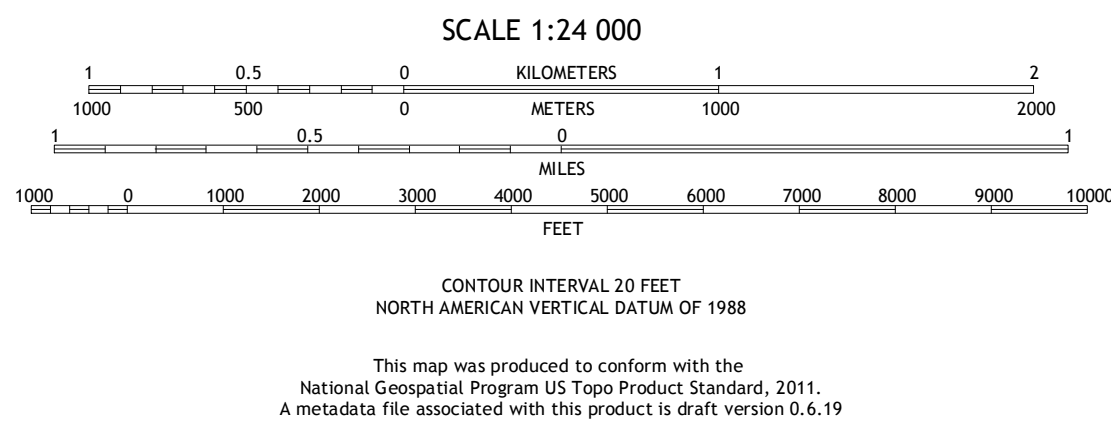 SCALE 1:24 000
1 0.5 0 KILOMETERS 1 2
1000 500 0 METERS 1000 2000
1 0.5 0 1
MILES
1000 0 1000 2000 3000 4000 5000 6000 7000 8000 9000 10000
FEET
CONTOUR INTERVAL 20 FEET
NORTH AMERICAN VERTICAL DATUM OF 1988
This map was produced to conform with the
National Geospatial Program US Topo Product Standard, 2011.
A metadata file associated with this product is draft version 0.6.19